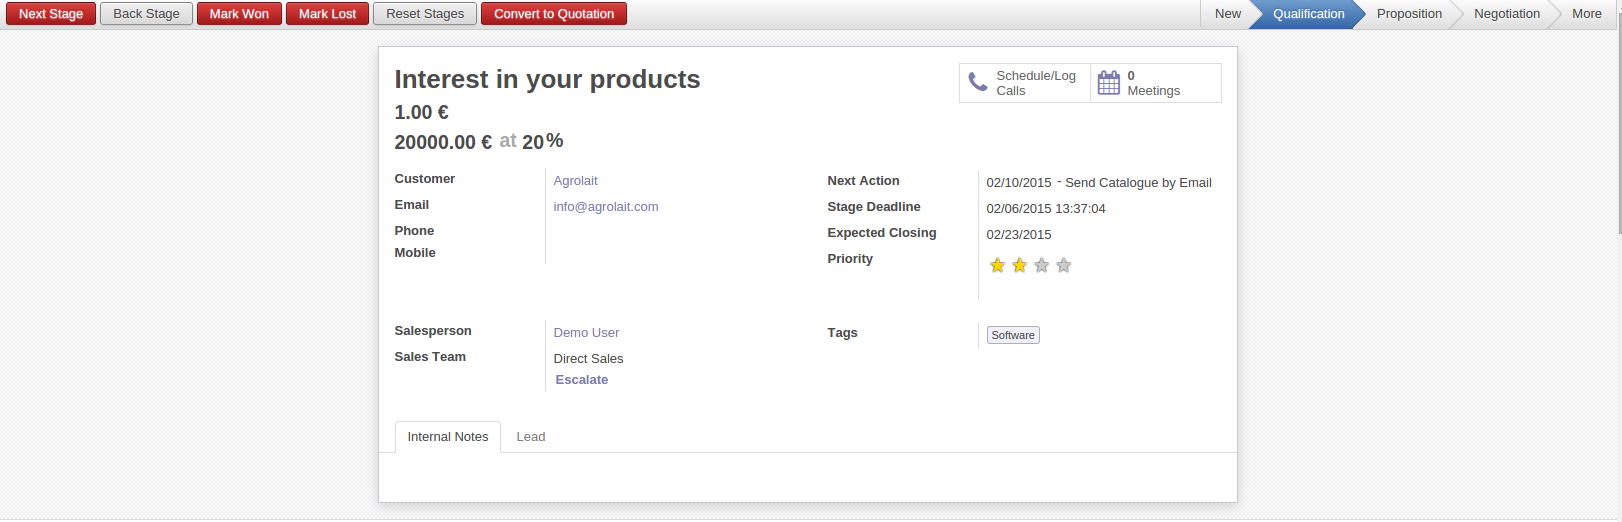 Next Stage Back Stage Mark Won Mark Lost Reset Stages Convert to Quotation New Qualification Proposition Negotiation More
Interest in your products
Schedule/Log Calls
0 Meetings
1.00 €
20000.00 € at 20%
Customer Agrolait
Email info@agrolait.com
Phone
Mobile
Next Action 02/10/2015 - Send Catalogue by Email
Stage Deadline 02/06/2015 13:37:04
Expected Closing 02/23/2015
Priority
Salesperson Demo User
Sales Team Direct Sales
Escalate
Tags Software
Internal Notes Lead